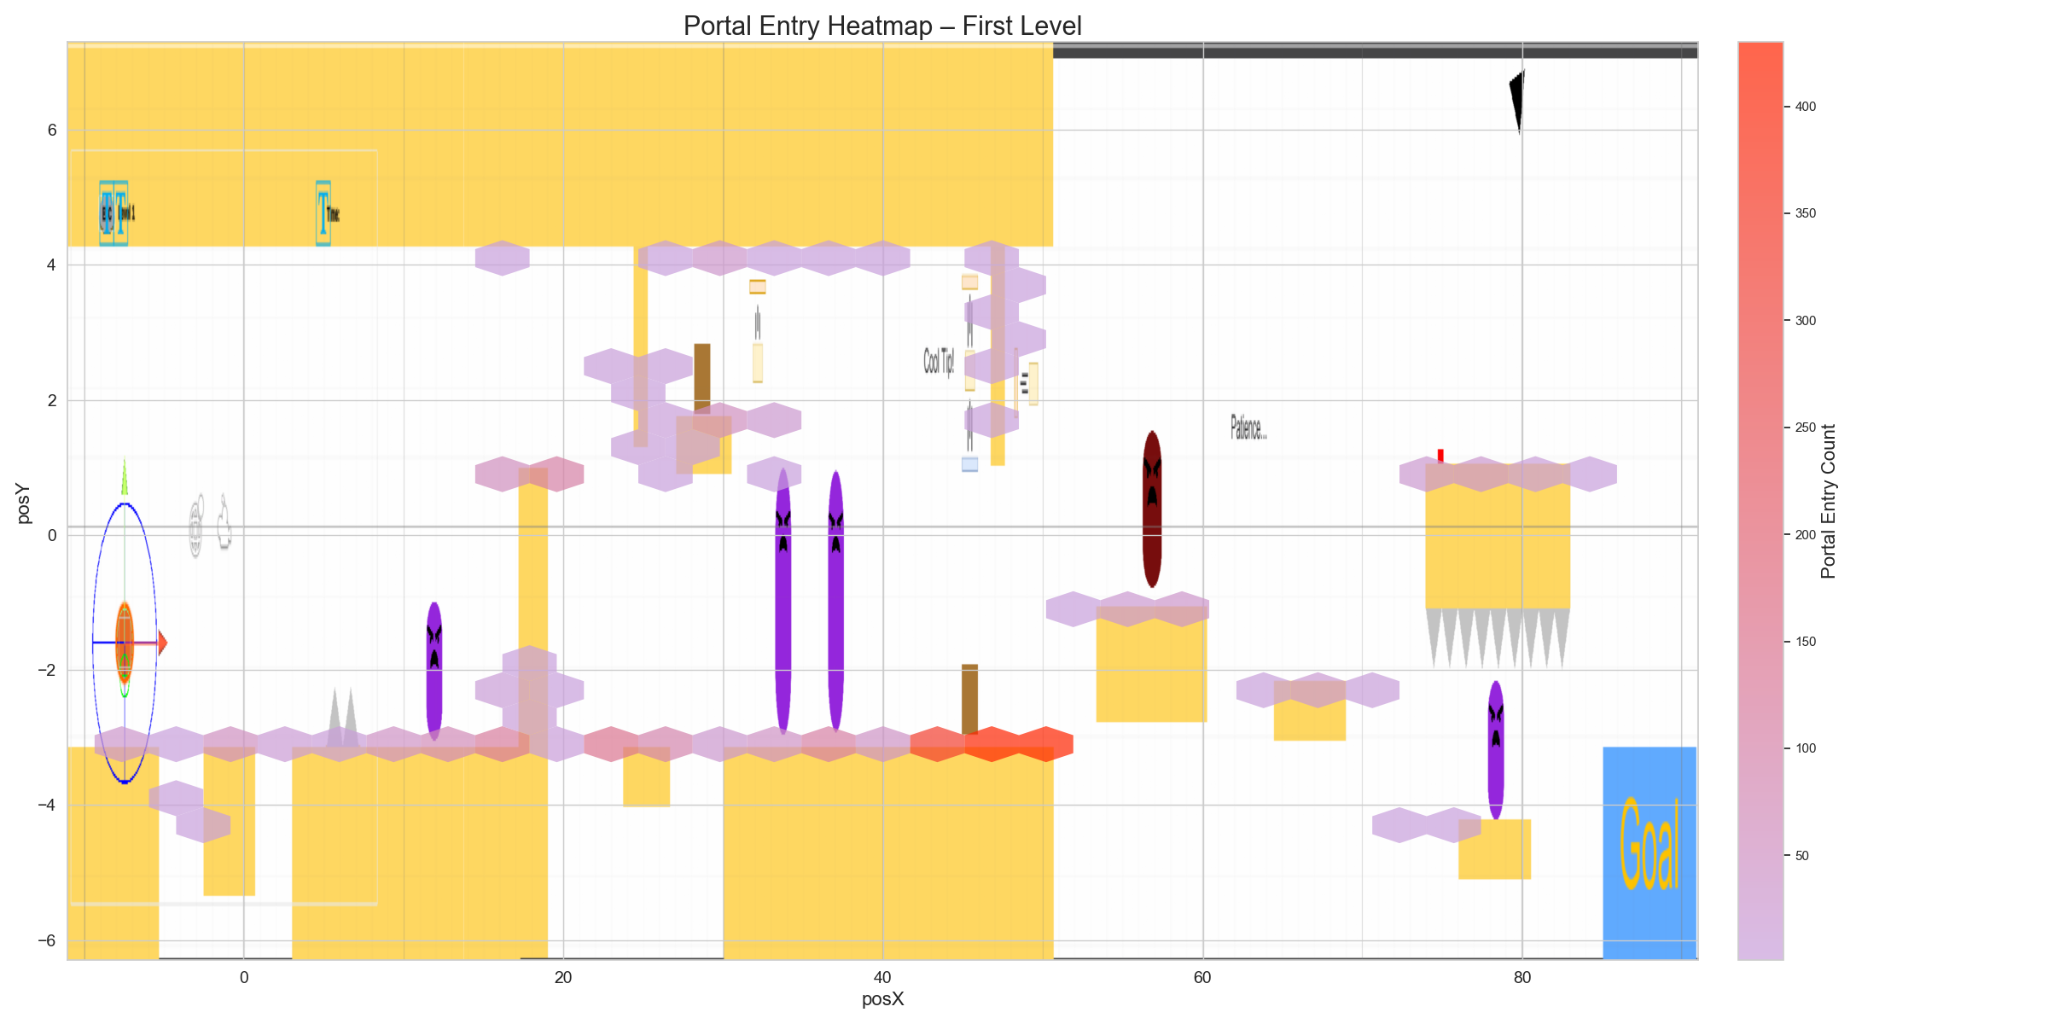 Portal Entry Heatmap – First Level
6
4
2
0
−2
−4
−6
posY
T T
T Time:
Cool Tip!
Patience...
Goal
0
20
40
60
80
posX
400
350
300
250
200
150
100
50
Portal Entry Count